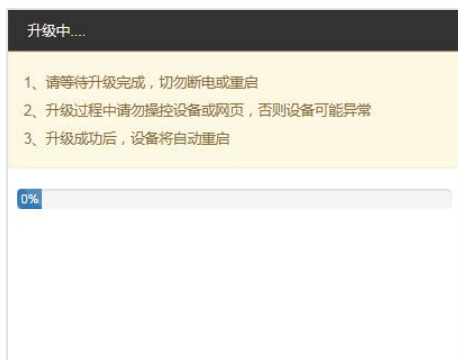 升级中....
1、请等待升级完成，切勿断电或重启
2、升级过程中请勿操控设备或网页，否则设备可能异常
3、升级成功后，设备将自动重启
0%